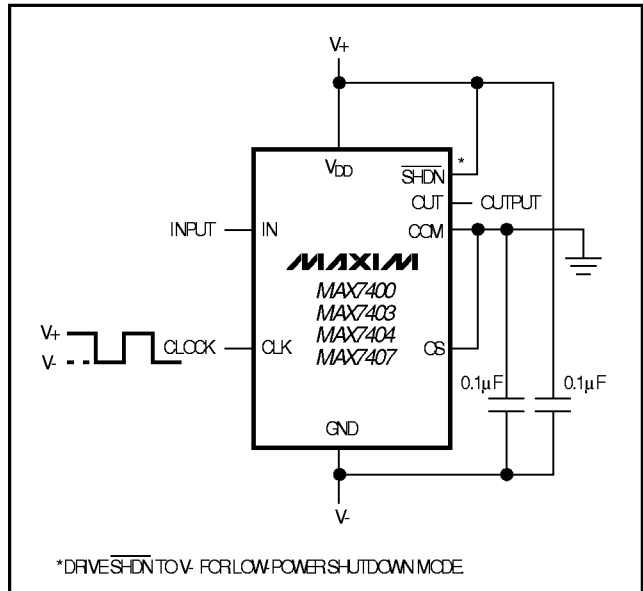 V+
VDD
SHDN *
OUT OUTPUT
INPUT IN
COM
MAXIM
MAX7400
MAX7403
MAX7404
MAX7407
V+
V-
CLOCK CLK
OS
0.1µF 0.1µF
GND
V-
*DRIVE SHDN TO V- FOR LOW-POWER SHUTDOWN MODE.